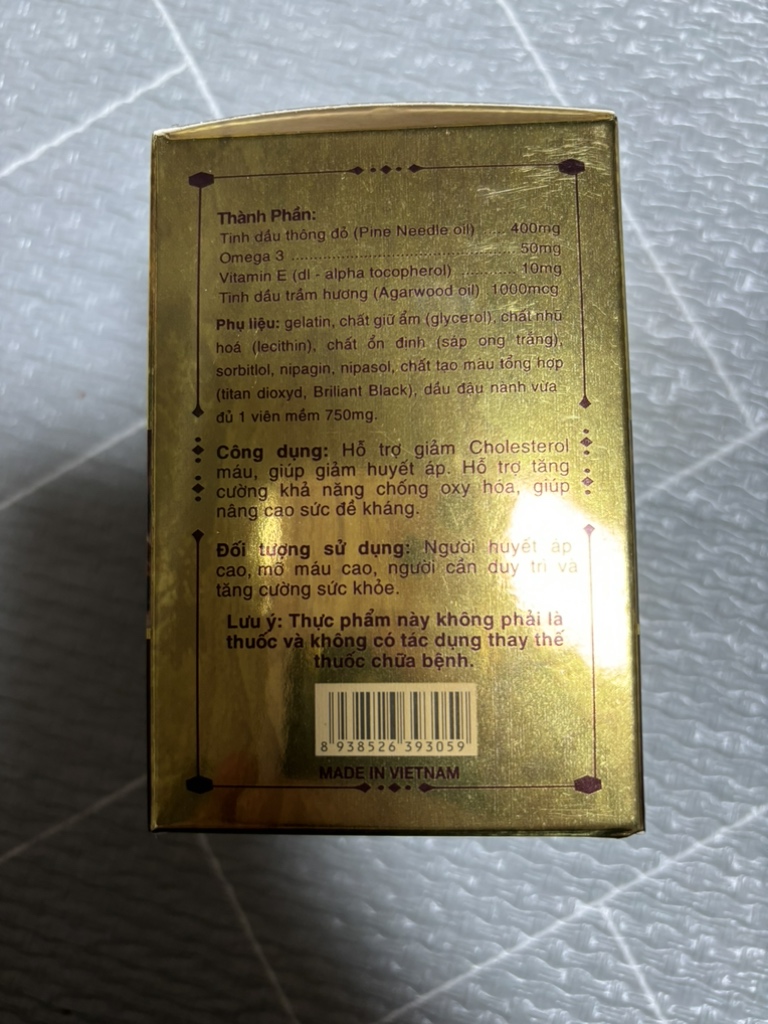 Thành Phần:
Tinh dầu thông đỏ (Pine Needle oil) ..... 400mg
Omega 3 ........................................................ 50mg
Vitamin E (dl - alpha tocopherol) .............. 10mg
Tinh dầu trầm hương (Agarwood oil) 1000mcg
Phụ liệu: gelatin, chất giữ ẩm (glycerol), chất nhũ
hoá (lecithin), chất ổn định (sáp ong trắng),
sorbitlol, nipagin, nipasol, chất tạo màu tổng hợp
(titan dioxyd, Briliant Black), dầu đậu nành vừa
đủ 1 viên mềm 750mg.
Công dụng: Hỗ trợ giảm Cholesterol
máu, giúp giảm huyết áp. Hỗ trợ tăng
cường khả năng chống oxy hóa, giúp
nâng cao sức đề kháng.
Đối tượng sử dụng: Người huyết áp
cao, mỡ máu cao, người cần duy trì và
tăng cường sức khỏe.
Lưu ý: Thực phẩm này không phải là
thuốc và không có tác dụng thay thế
thuốc chữa bệnh.
8 938526 393059
MADE IN VIETNAM